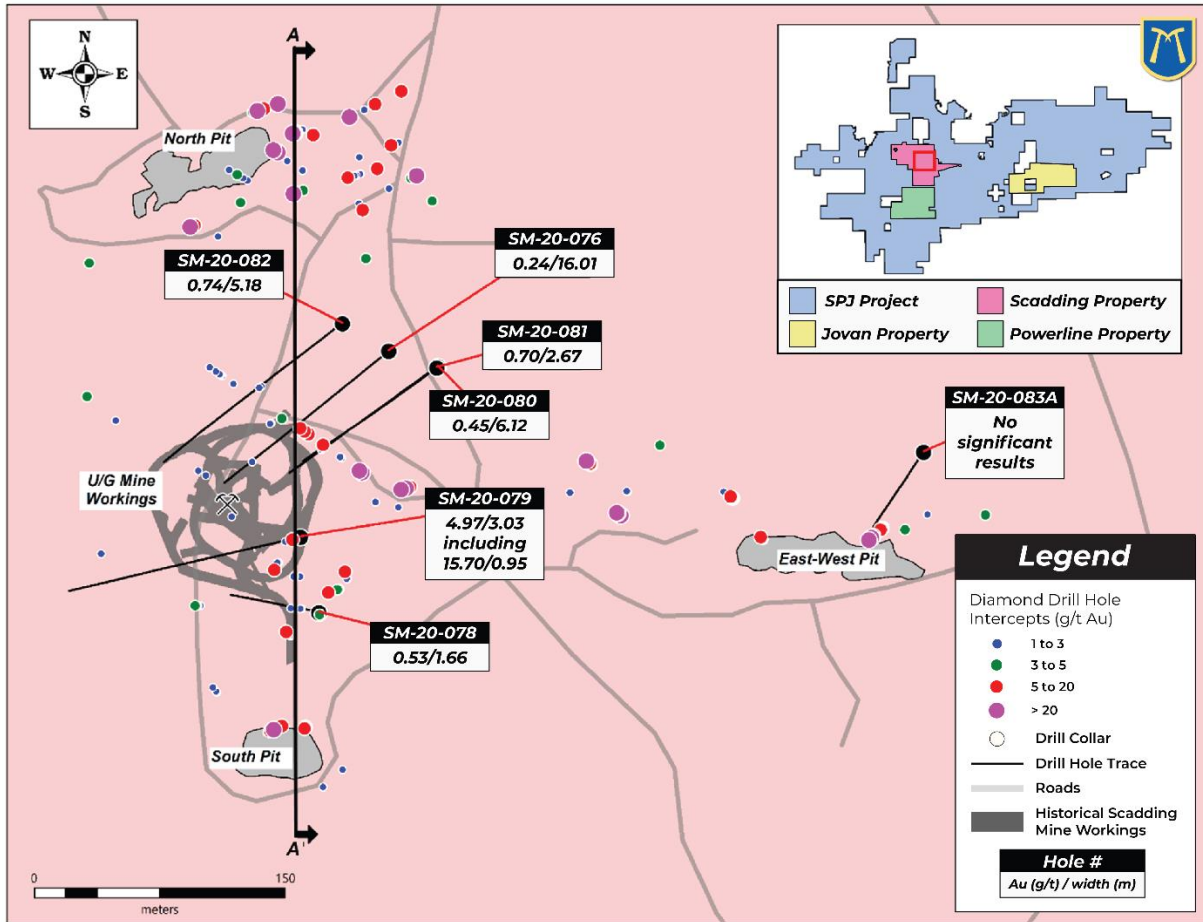 N
W E
S
A
North Pit
SM-20-082
0.74/5.18
SM-20-076
0.24/16.01
SM-20-081
0.70/2.67
SM-20-080
0.45/6.12
SM-20-083A
No
significant
results
U/G Mine
Workings
SM-20-079
4.97/3.03
including
15.70/0.95
East-West Pit
SM-20-078
0.53/1.66
South Pit
A'
0 150
meters
SPJ Project
Scadding Property
Jovan Property
Powerline Property
Legend
Diamond Drill Hole
Intercepts (g/t Au)
1 to 3
3 to 5
5 to 20
> 20
Drill Collar
Drill Hole Trace
Roads
Historical Scadding
Mine Workings
Hole #
Au (g/t) / width (m)